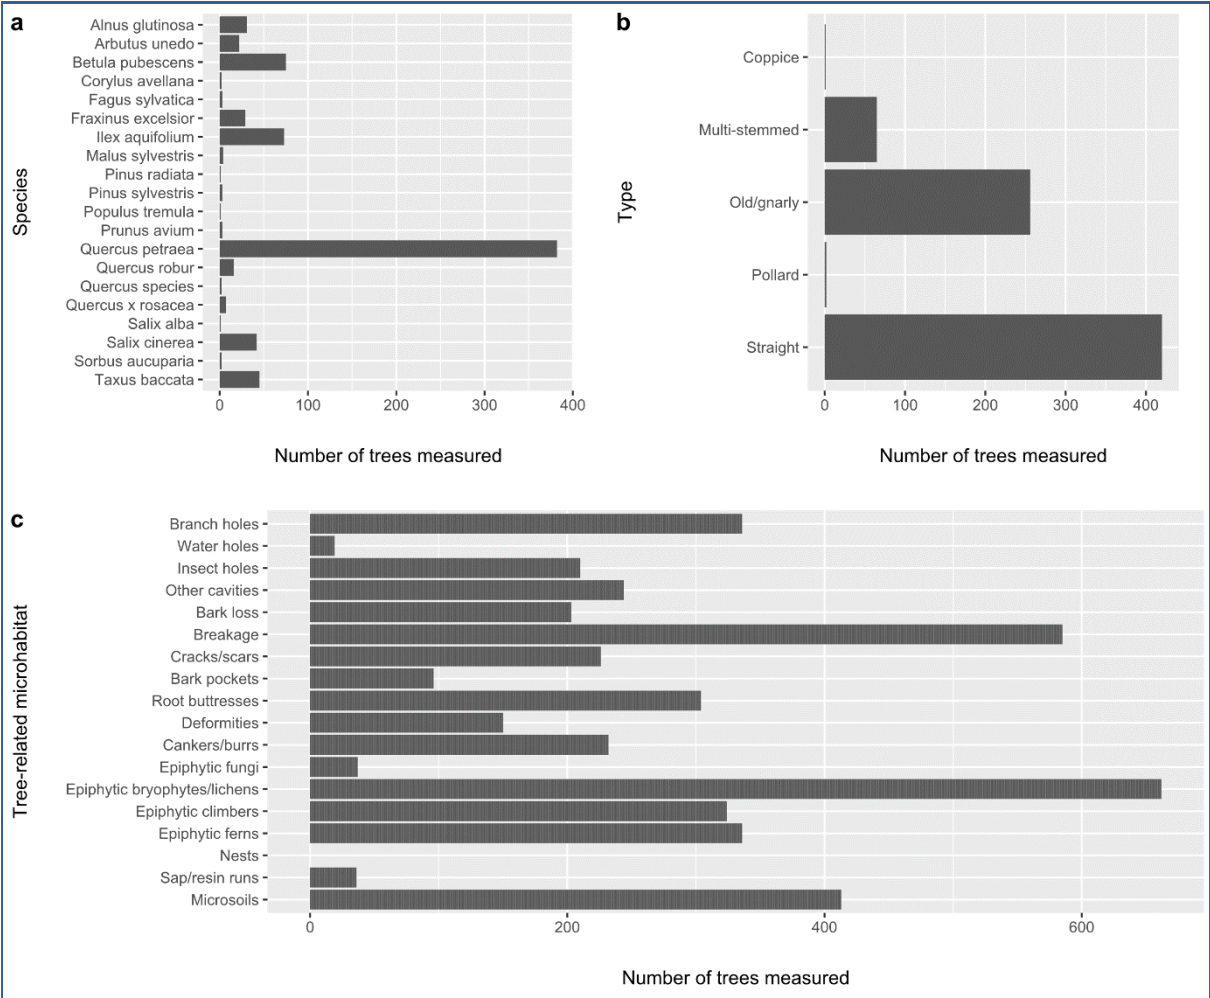 a
Species
Alnus glutinosa
Arbutus unedo
Betula pubescens
Corylus avellana
Fagus sylvatica
Fraxinus excelsior
Ilex aquifolium
Malus sylvestris
Pinus radiata
Pinus sylvestris
Populus tremula
Prunus avium
Quercus petraea
Quercus robur
Quercus species
Quercus x rosacea
Salix alba
Salix cinerea
Sorbus aucuparia
Taxus baccata
0 100 200 300 400
Number of trees measured
b
Type
Coppice
Multi-stemmed
Old/gnarly
Pollard
Straight
0 100 200 300 400
Number of trees measured
c
Tree-related microhabitat
Branch holes
Water holes
Insect holes
Other cavities
Bark loss
Breakage
Cracks/scars
Bark pockets
Root buttresses
Deformities
Cankers/burrs
Epiphytic fungi
Epiphytic bryophytes/lichens
Epiphytic climbers
Epiphytic ferns
Nests
Sap/resin runs
Microsoils
0 200 400 600
Number of trees measured